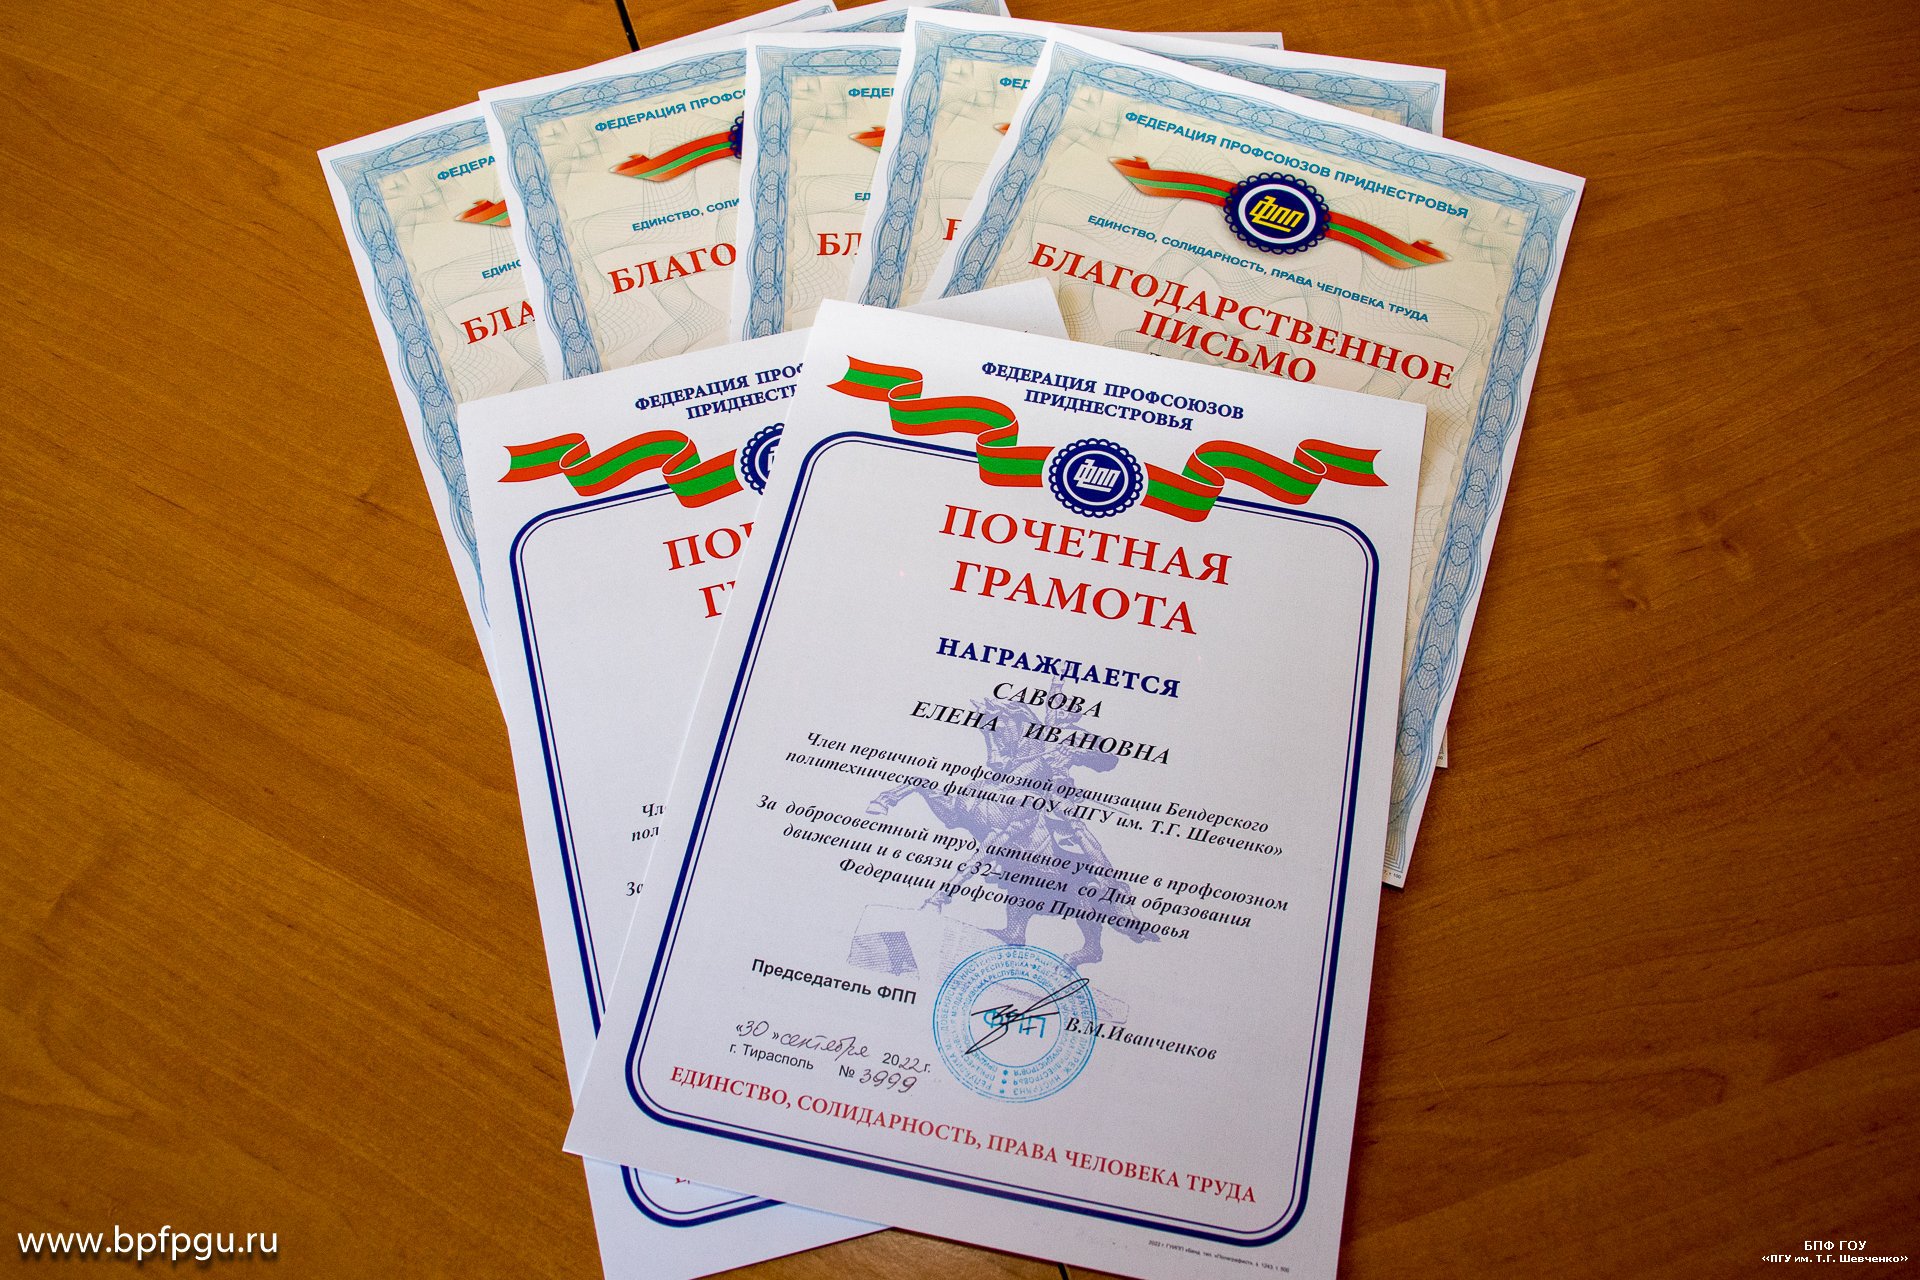 ФЕДЕРАЦИЯ ПРОФСОЮЗОВ ПРИДНЕСТРОВЬЯ
ФПП
ЕДИНСТВО, СОЛИДАРНОСТЬ, ПРАВА ЧЕЛОВЕКА ТРУДА
БЛАГОДАРСТВЕННОЕ
ПИСЬМО
ФЕДЕРАЦИЯ ПРОФСОЮЗОВ
ПРИДНЕСТРОВЬЯ
ФПП
ПОЧЕТНАЯ
ГРАМОТА
НАГРАЖДАЕТСЯ
САВОВА
ЕЛЕНА ИВАНОВНА
Член первичной профсоюзной организации Бендерского
политехнического филиала ГОУ «ПГУ им. Т.Г. Шевченко»
За добросовестный труд, активное участие в профсоюзном
движении и в связи с 32–летием со Дня образования
Федерации профсоюзов Приднестровья
Председатель ФПП
В.М.Иванченков
«30» сентября 2022г.
г. Тирасполь № 3999
ЕДИНСТВО, СОЛИДАРНОСТЬ, ПРАВА ЧЕЛОВЕКА ТРУДА
www.bpfpgu.ru
БПФ ГОУ
«ПГУ им. Т.Г. Шевченко»